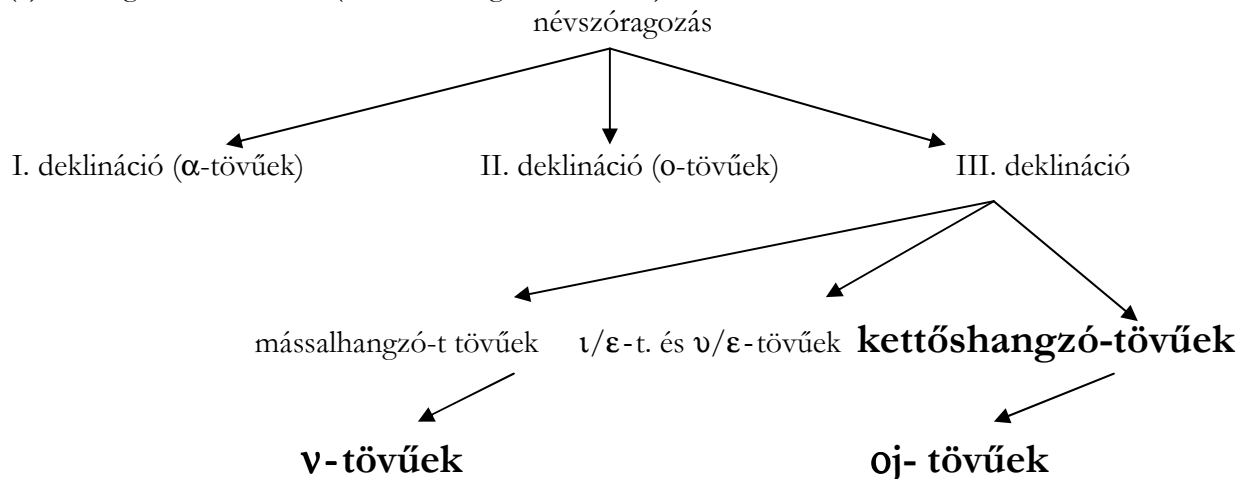 névszóragozás
I. deklináció (α-tövűek) II. deklináció (ο-tövűek) III. deklináció
mássalhangzó-t tövűek ι/ε-t. és υ/ε-tövűek kettőshangzó-tövűek
ν-tövűek οj- tövűek